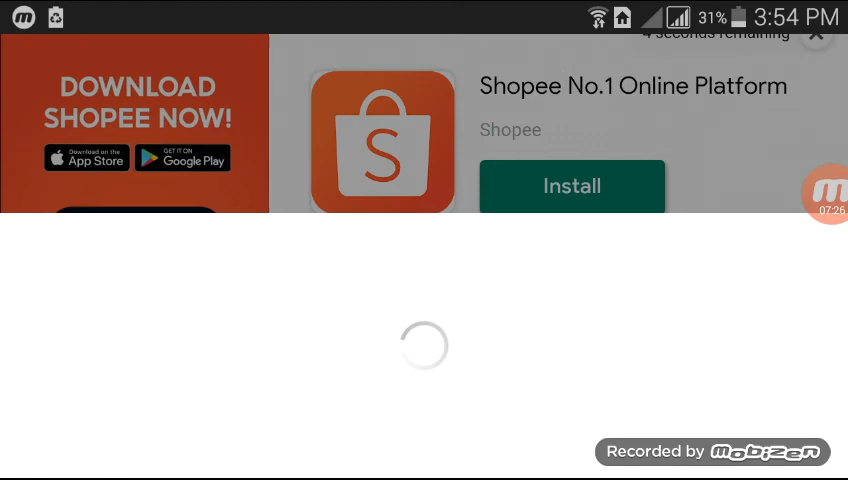 31% 3:54 PM
4 seconds remaining
DOWNLOAD
SHOPEE NOW!
Download on the
App Store
GET IT ON
Google Play
S
Shopee No.1 Online Platform
Shopee
Install
07:26
Recorded by mobizen